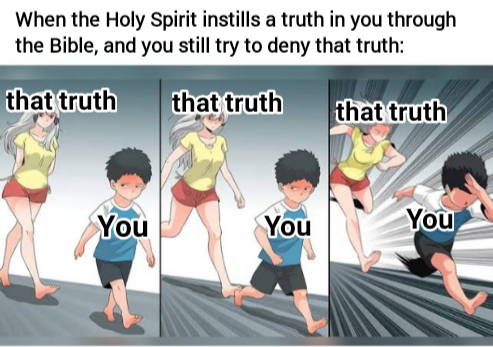 When the Holy Spirit instills a truth in you through
the Bible, and you still try to deny that truth:
that truth
You
that truth
You
that truth
You